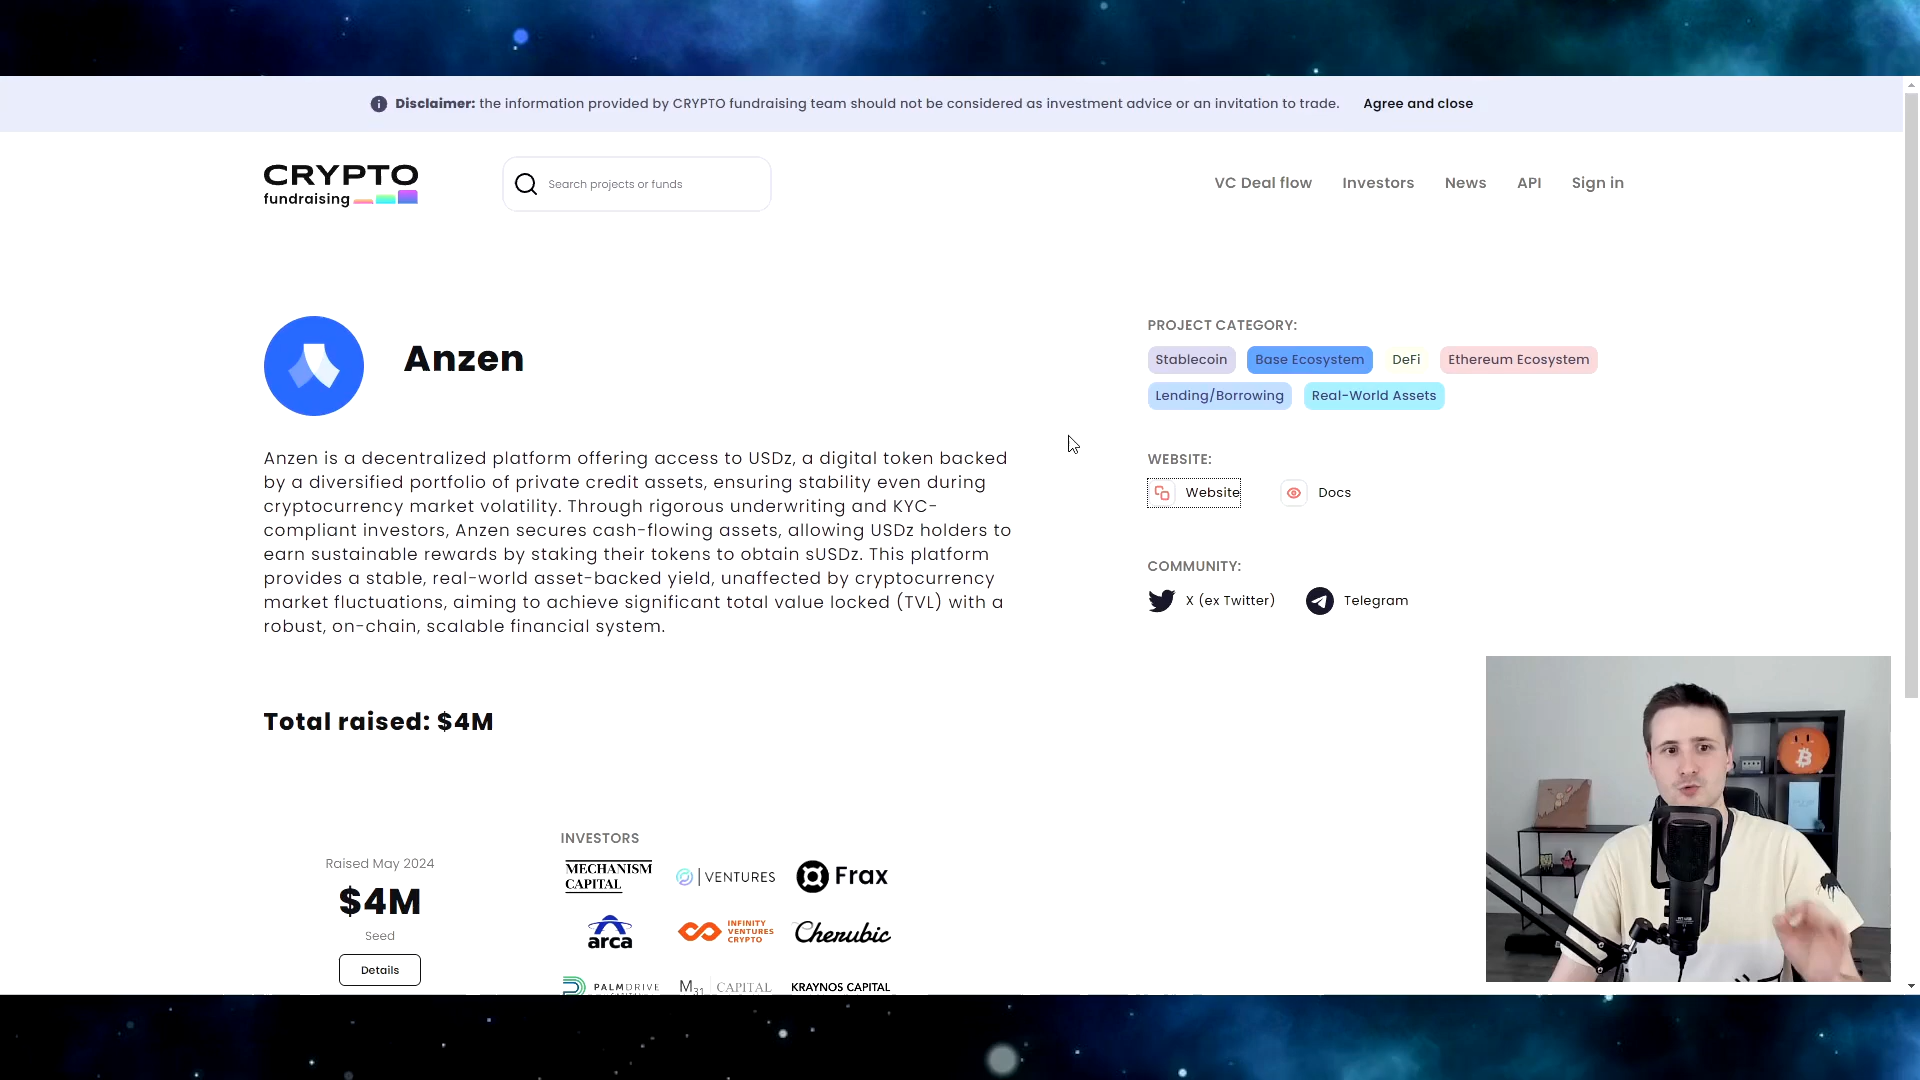 Disclaimer: the information provided by CRYPTO fundraising team should not be considered as investment advice or an invitation to trade.
Agree and close
CRYPTO
fundraising
Search projects or funds
VC Deal flow
Investors
News
API
Sign in
Anzen
PROJECT CATEGORY:
Stablecoin
Base Ecosystem
DeFi
Ethereum Ecosystem
Lending/Borrowing
Real-World Assets
Anzen is a decentralized platform offering access to USDz, a digital token backed
by a diversified portfolio of private credit assets, ensuring stability even during
cryptocurrency market volatility. Through rigorous underwriting and KYC-
compliant investors, Anzen secures cash-flowing assets, allowing USDz holders to
earn sustainable rewards by staking their tokens to obtain sUSDz. This platform
provides a stable, real-world asset-backed yield, unaffected by cryptocurrency
market fluctuations, aiming to achieve significant total value locked (TVL) with a
robust, on-chain, scalable financial system.
WEBSITE:
Website
Docs
COMMUNITY:
X (ex Twitter)
Telegram
Total raised: $4M
Raised May 2024
$4M
Seed
Details
INVESTORS
MECHANISM
CAPITAL
VENTURES
Frax
arca
INFINITY
VENTURES
CRYPTO
Cherubic
PALMDRIVE
M31 CAPITAL
KRAYNOS CAPITAL